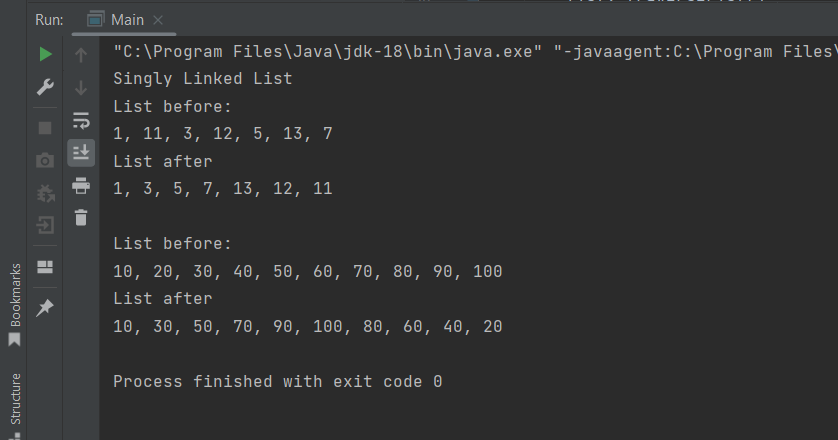 Run:
Main
"C:\Program Files\Java\jdk-18\bin\java.exe" "-javaagent:C:\Program Files\
Singly Linked List
List before:
1, 11, 3, 12, 5, 13, 7
List after
1, 3, 5, 7, 13, 12, 11
List before:
10, 20, 30, 40, 50, 60, 70, 80, 90, 100
List after
10, 30, 50, 70, 90, 100, 80, 60, 40, 20
Process finished with exit code 0
Bookmarks
Structure